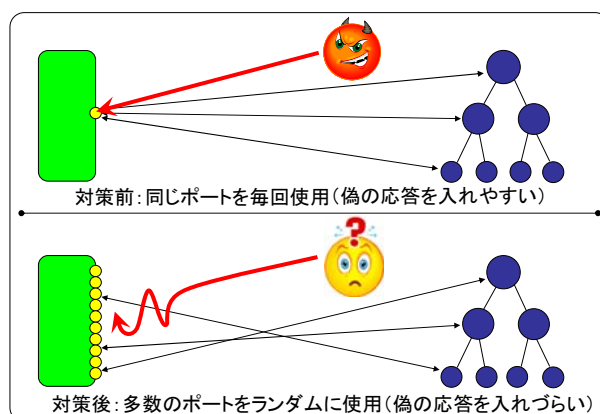 対策前:同じポートを毎回使用(偽の応答を入れやすい)
?
対策後:多数のポートをランダムに使用(偽の応答を入れづらい)